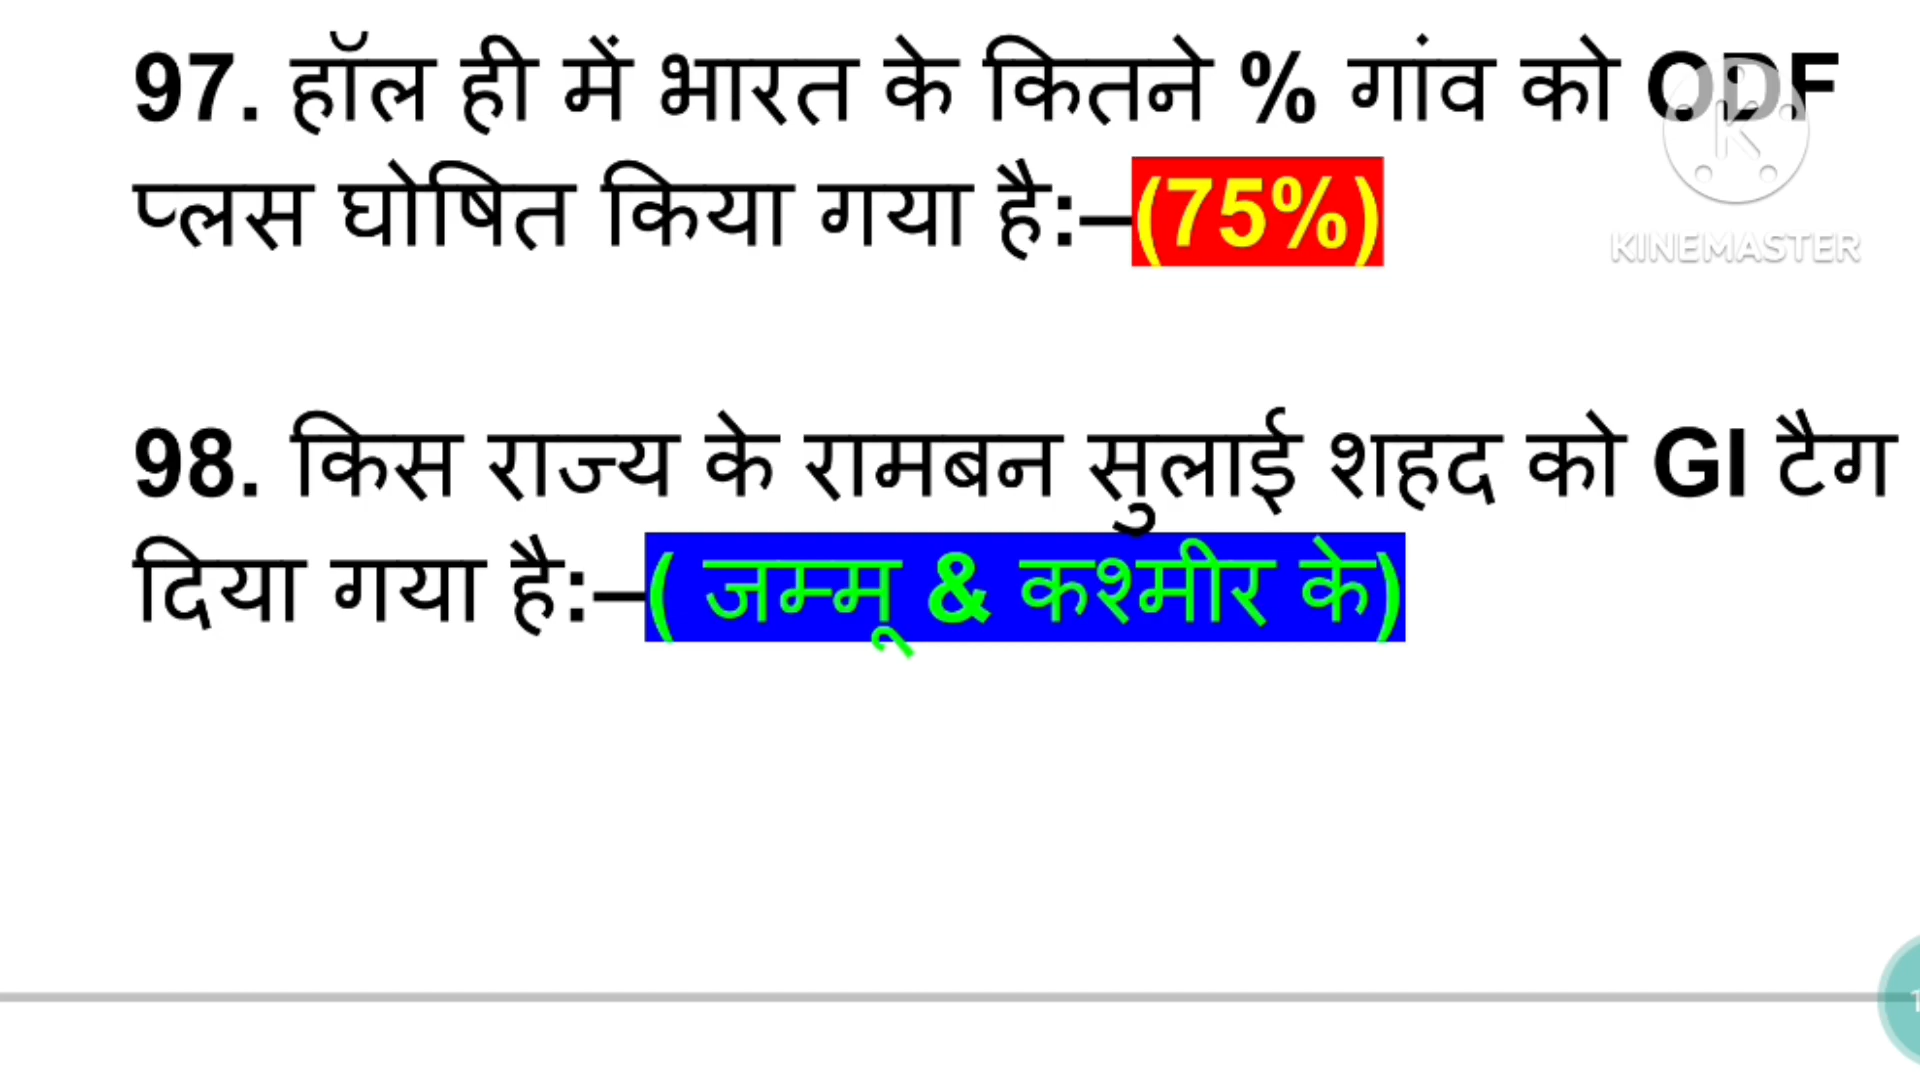 97. हॉल ही में भारत के कितने % गांव को ODF
प्लस घोषित किया गया है:–(75%)
KINEMASTER
98. किस राज्य के रामबन सुलाई शहद को GI टैग
दिया गया है:–( जम्मू & कश्मीर के)